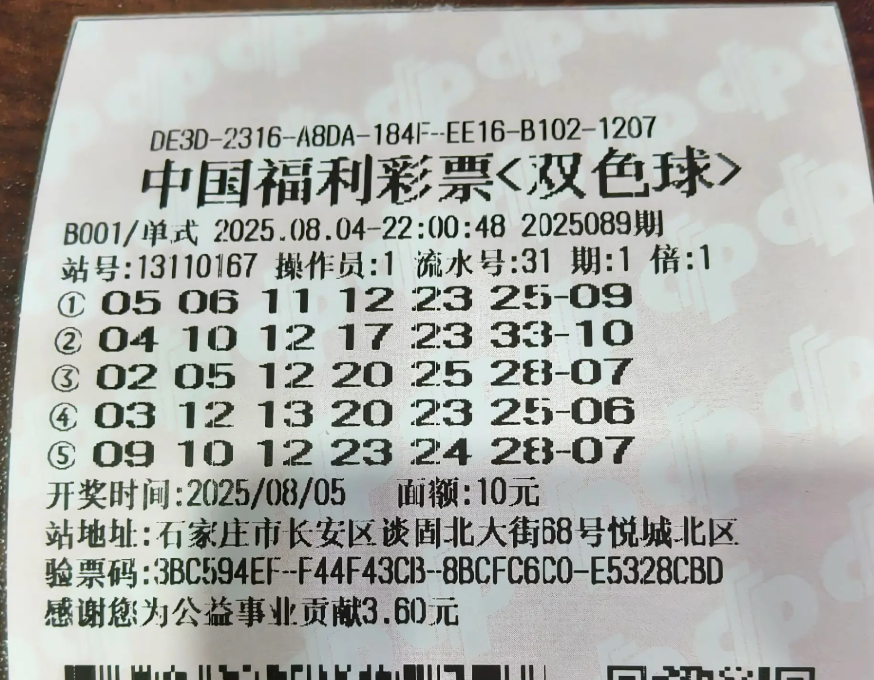 DE3D-2316-A8DA-184F-EE16-B102-1207
中国福利彩票<双色球>
B001/单式 2025.08.04-22:00:48 2025089期
站号:13110167 操作员:1 流水号:31 期:1 倍:1
① 05 06 11 12 23 25-09
② 04 10 12 17 23 33-10
③ 02 05 12 20 25 28-07
④ 03 12 13 20 23 25-06
⑤ 09 10 12 23 24 28-07
开奖时间:2025/08/05 面额:10元
站地址:石家庄市长安区谈固北大街68号悦城北区
验票码:3BC594EF-F44F43CB-8BCFC6C0-E5328CBD
感谢您为公益事业贡献3.60元